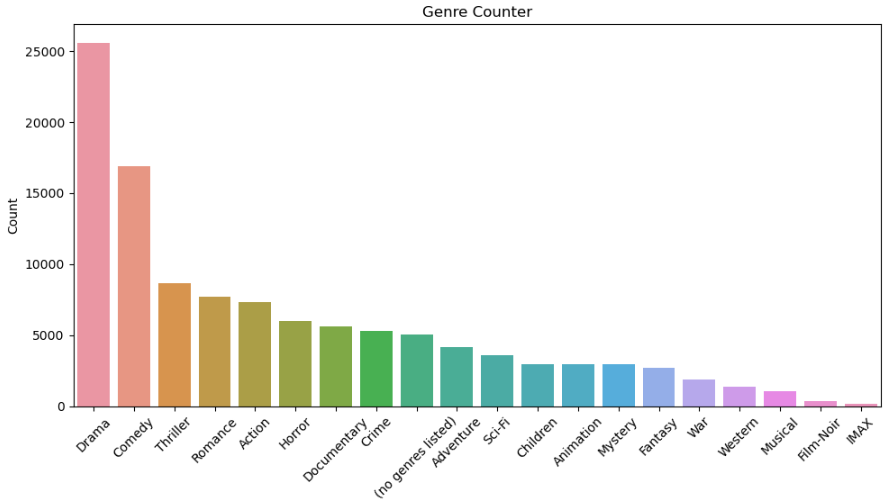 Genre Counter
Count
25000
20000
15000
10000
5000
0
Drama
Comedy
Thriller
Romance
Action
Horror
Documentary
Crime
(no genres listed)
Adventure
Sci-Fi
Children
Animation
Mystery
Fantasy
War
Western
Musical
Film-Noir
IMAX